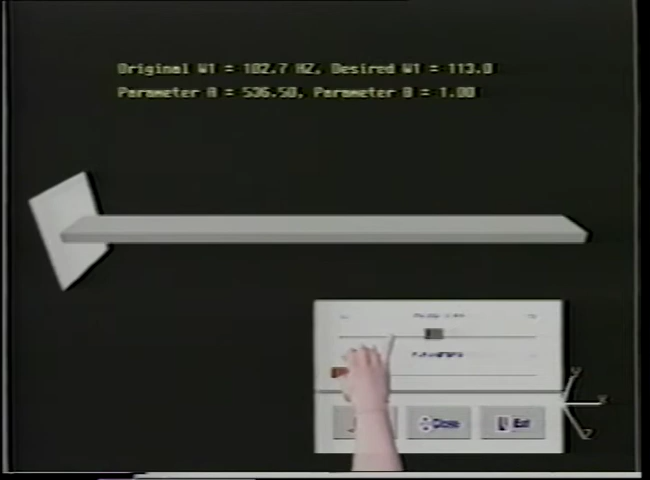 Original W1 = 102.7 HZ, Desired W1 = 113.0
Parameter A = 536.50, Parameter B = 1.00
Close
Exit